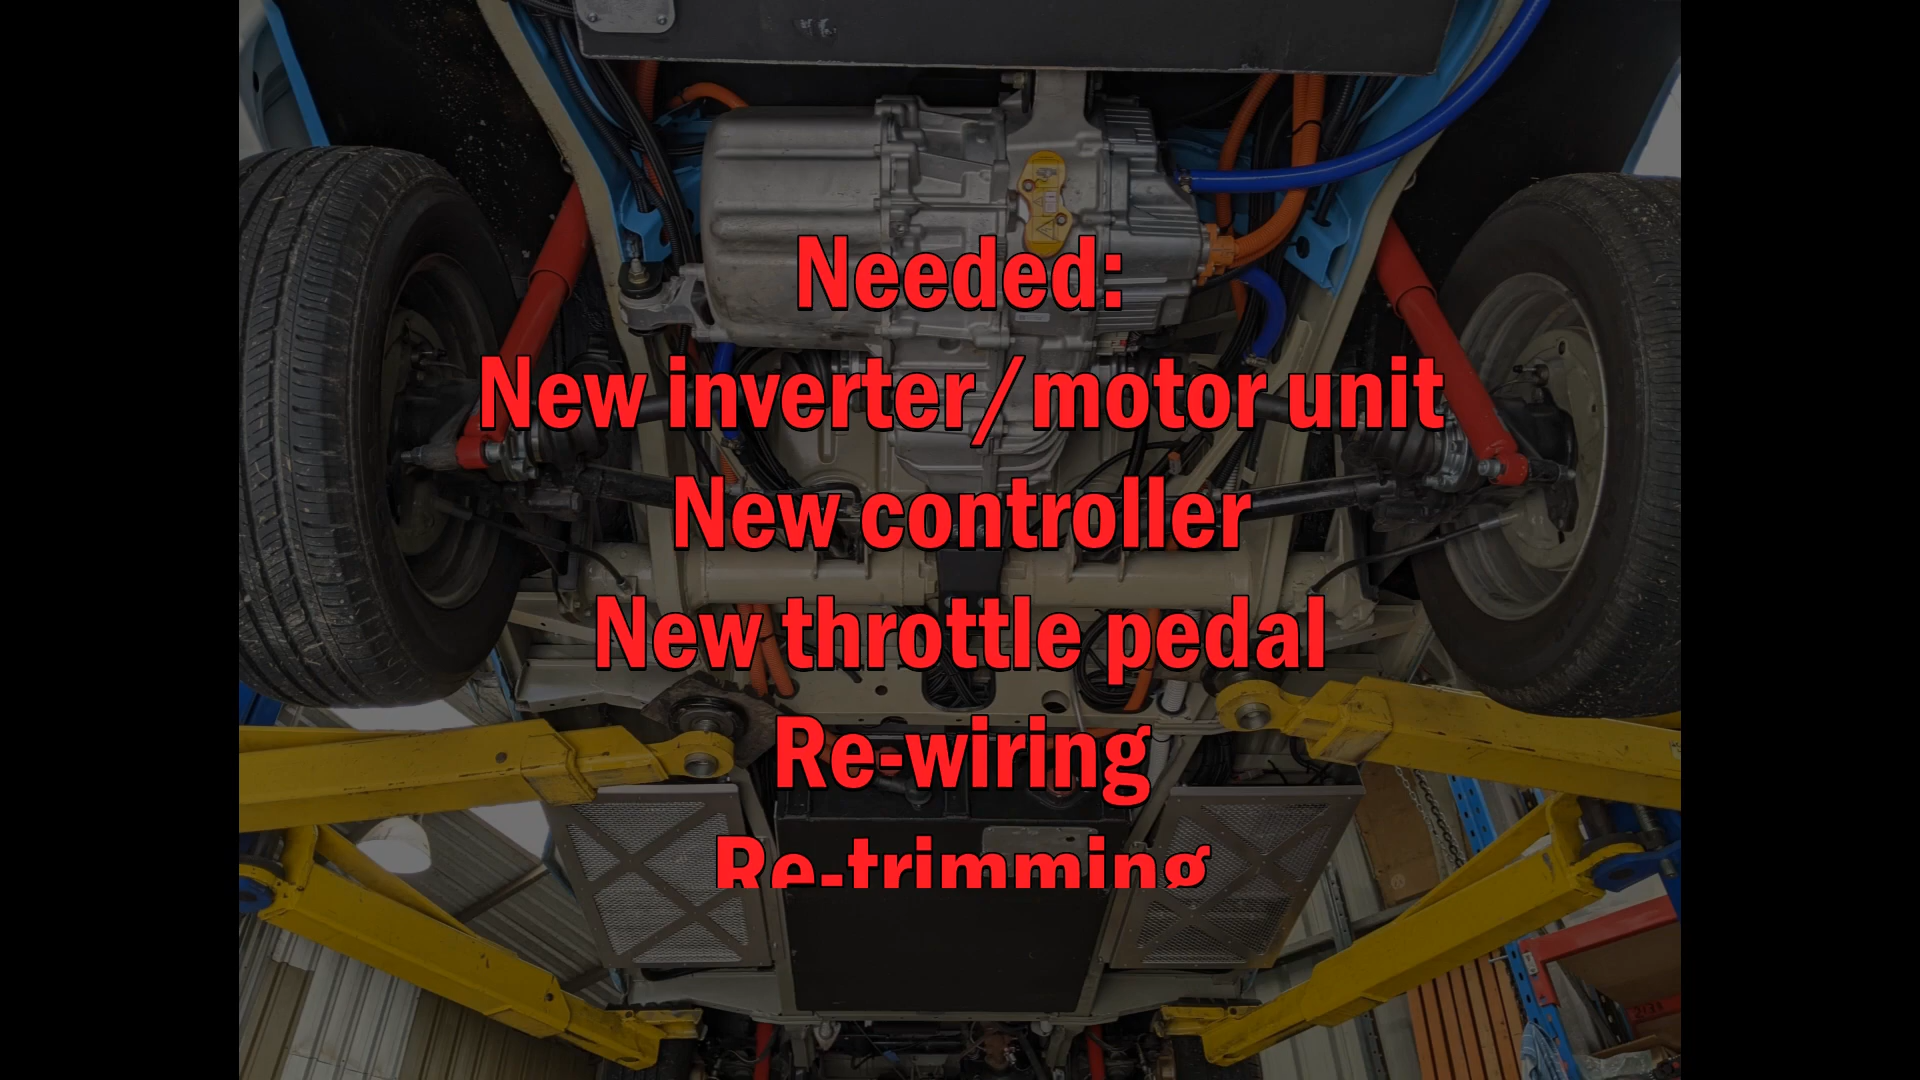 Needed:
New inverter/motor unit
New controller
New throttle pedal
Re-wiring
Re-trimming